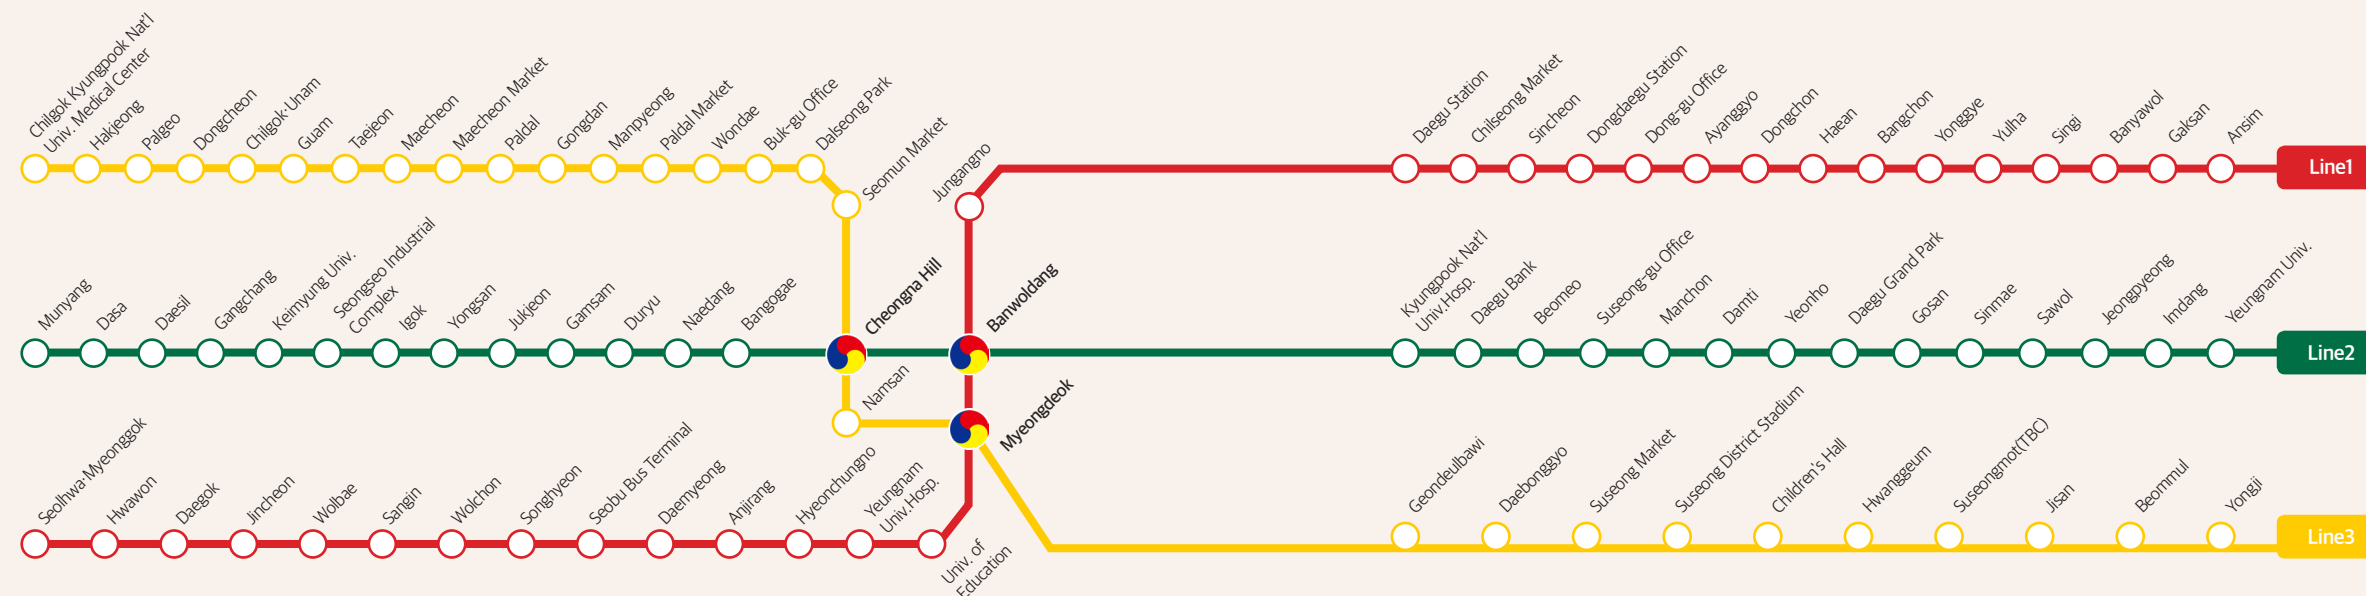 Chilgok Kyungpook Nat'l
Univ. Medical Center
Hakjeong
Palgeo
Dongcheon
Chilgok·Unam
Guam
Taejeon
Maecheon
Maecheon Market
Paldal
Gongdan
Manpyeong
Paldal Market
Wondae
Buk-gu Office
Dalseong Park
Seomun Market
Jungangno
Daegu Station
Chilseong Market
Sincheon
Dongdaegu Station
Dong-gu Office
Ayanggyo
Dongchon
Haean
Bangchon
Yonggye
Yulha
Singi
Banyawol
Gaksan
Ansim
Line1
Munyang
Dasa
Daesil
Gangchang
Keimyung Univ.
Seongseo Industrial
Complex
Igok
Yongsan
Jukjeon
Gamsam
Duryu
Naedang
Bangogae
Cheongna Hill
Banwoldang
Kyungpook Nat'l
Univ.Hosp.
Daegu Bank
Beomeo
Suseong-gu Office
Manchon
Damti
Yeonho
Daegu Grand Park
Gosan
Sinmae
Sawol
Jeongpyeong
Imdang
Yeungnam Univ.
Line2
Namsan
Myeongdeok
Seolhwa-Myeonggok
Hwawon
Daegok
Jincheon
Wolbae
Sangin
Wolchon
Songhyeon
Seobu Bus Terminal
Daemyeong
Anjirang
Hyeonchungno
Yeungnam
Univ.Hosp.
Univ. of
Education
Geondeulbawi
Daebonggyo
Suseong Market
Suseong District Stadium
Children's Hall
Hwanggeum
Suseongmot(TBC)
Jisan
Beommul
Yongji
Line3